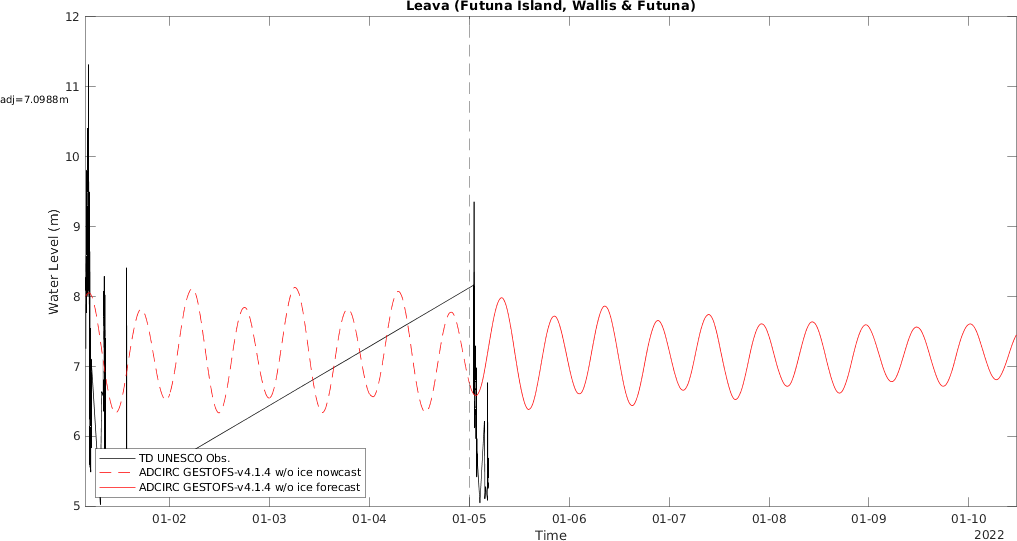 Leava (Futuna Island, Wallis & Futuna)
adj=7.0988m
12
11
10
9
8
7
6
5
Water Level (m)
TD UNESCO Obs.
ADCIRC GESTOFS-v4.1.4 w/o ice nowcast
ADCIRC GESTOFS-v4.1.4 w/o ice forecast
01-02 01-03 01-04 01-05 01-06 01-07 01-08 01-09 01-10
Time
2022